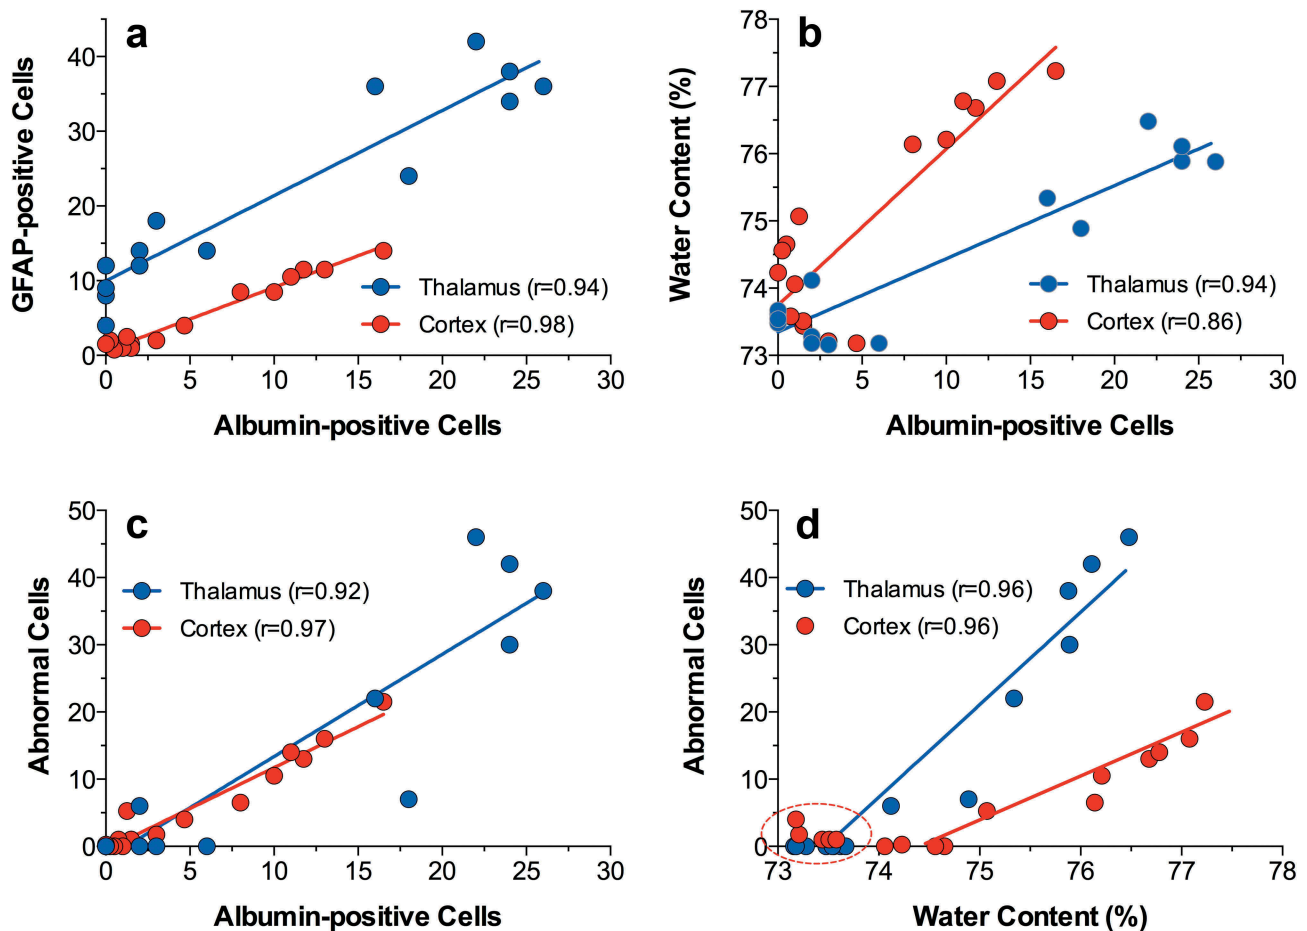 a
GFAP-positive Cells
40
30
20
10
0
Thalamus (r=0.94)
Cortex (r=0.98)
0 5 10 15 20 25 30
Albumin-positive Cells
b
Water Content (%)
78
77
76
75
74
73
Thalamus (r=0.94)
Cortex (r=0.86)
0 5 10 15 20 25 30
Albumin-positive Cells
c
Abnormal Cells
50
40
30
20
10
0
Thalamus (r=0.92)
Cortex (r=0.97)
0 5 10 15 20 25 30
Albumin-positive Cells
d
Abnormal Cells
50
40
30
20
10
0
Thalamus (r=0.96)
Cortex (r=0.96)
73 74 75 76 77 78
Water Content (%)